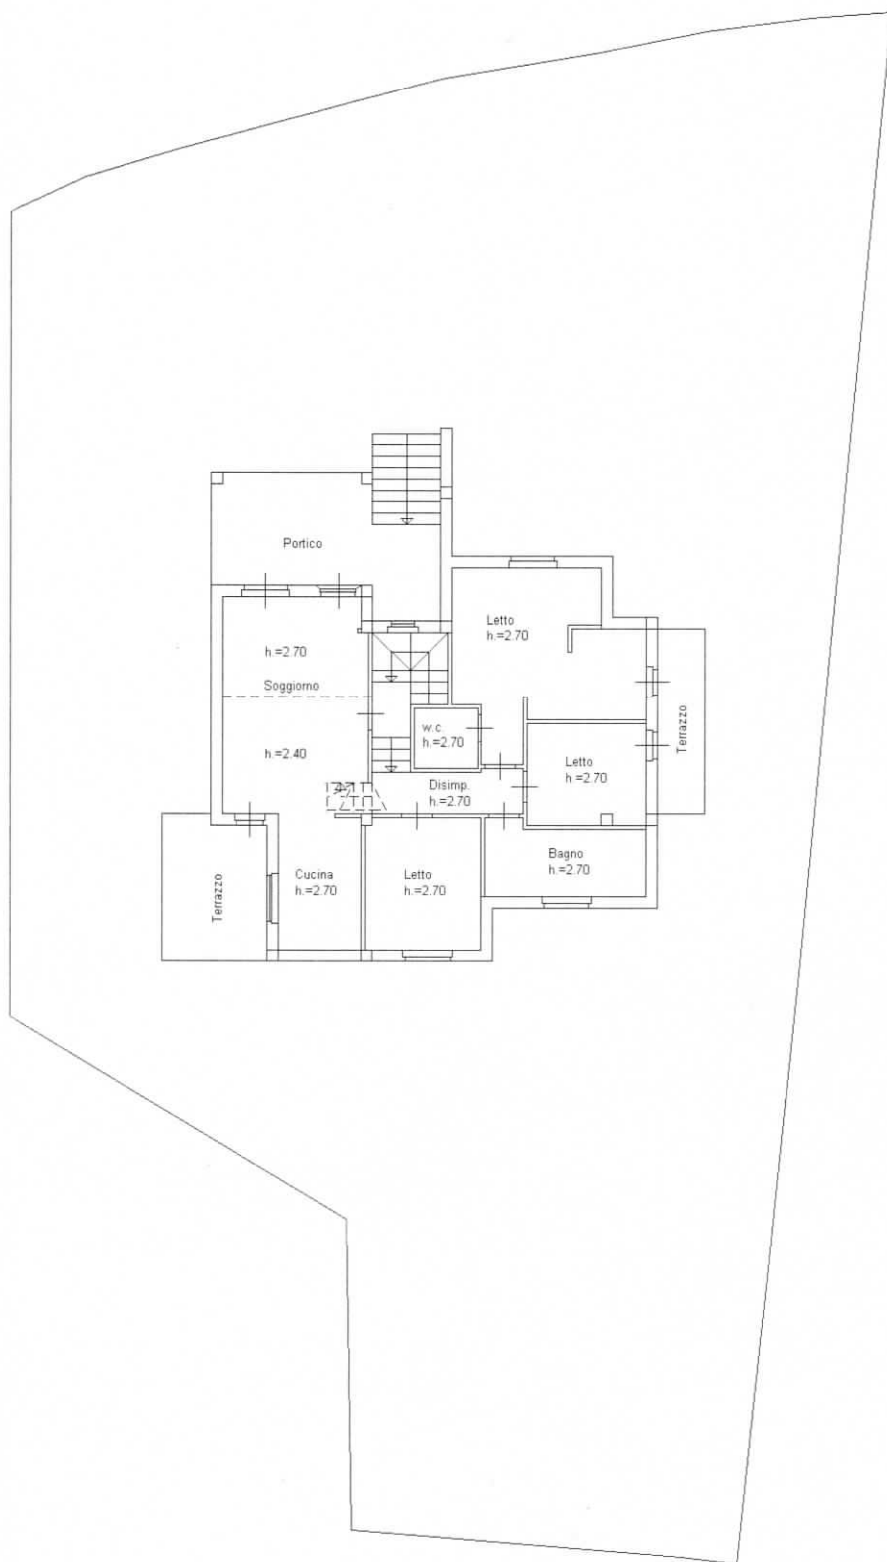 Portico
Letto
h.=2.70
h.=2.70
Soggiorno
h.=2.40
w.c.
h.=2.70
Terrazzo
Letto
h.=2.70
Disimp.
h.=2.70
Bagno
h.=2.70
Cucina
h.=2.70
Letto
h.=2.70
Terrazzo